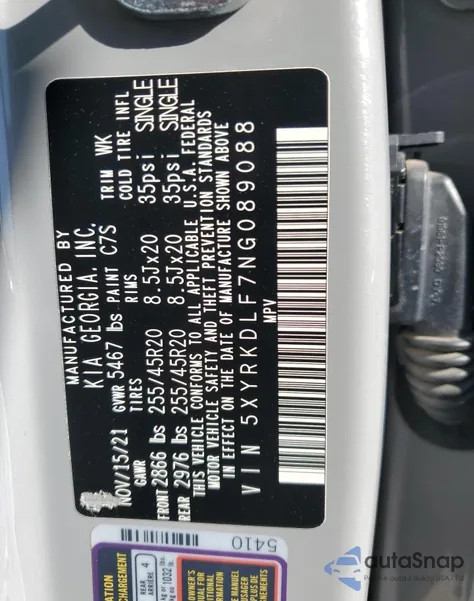 MANUFACTURED BY
KIA GEORGIA, INC.
NOV/15/21 GVWR 5467 lbs PAINT C7S TRIM WK
GAWR TIRES RIMS COLD TIRE INFL
FRONT 2866 lbs 255/45R20 8.5Jx20 35psi SINGLE
REAR 2976 lbs 255/45R20 8.5Jx20 35psi SINGLE
THIS VEHICLE CONFORMS TO ALL APPLICABLE U.S.A. FEDERAL
MOTOR VEHICLE SAFETY AND THEFT PREVENTION STANDARDS
IN EFFECT ON THE DATE OF MANUFACTURE SHOWN ABOVE
VIN 5XYRKDLF7NG089088
MPV
5410
REAR
ARRIERE 4
autoSnap